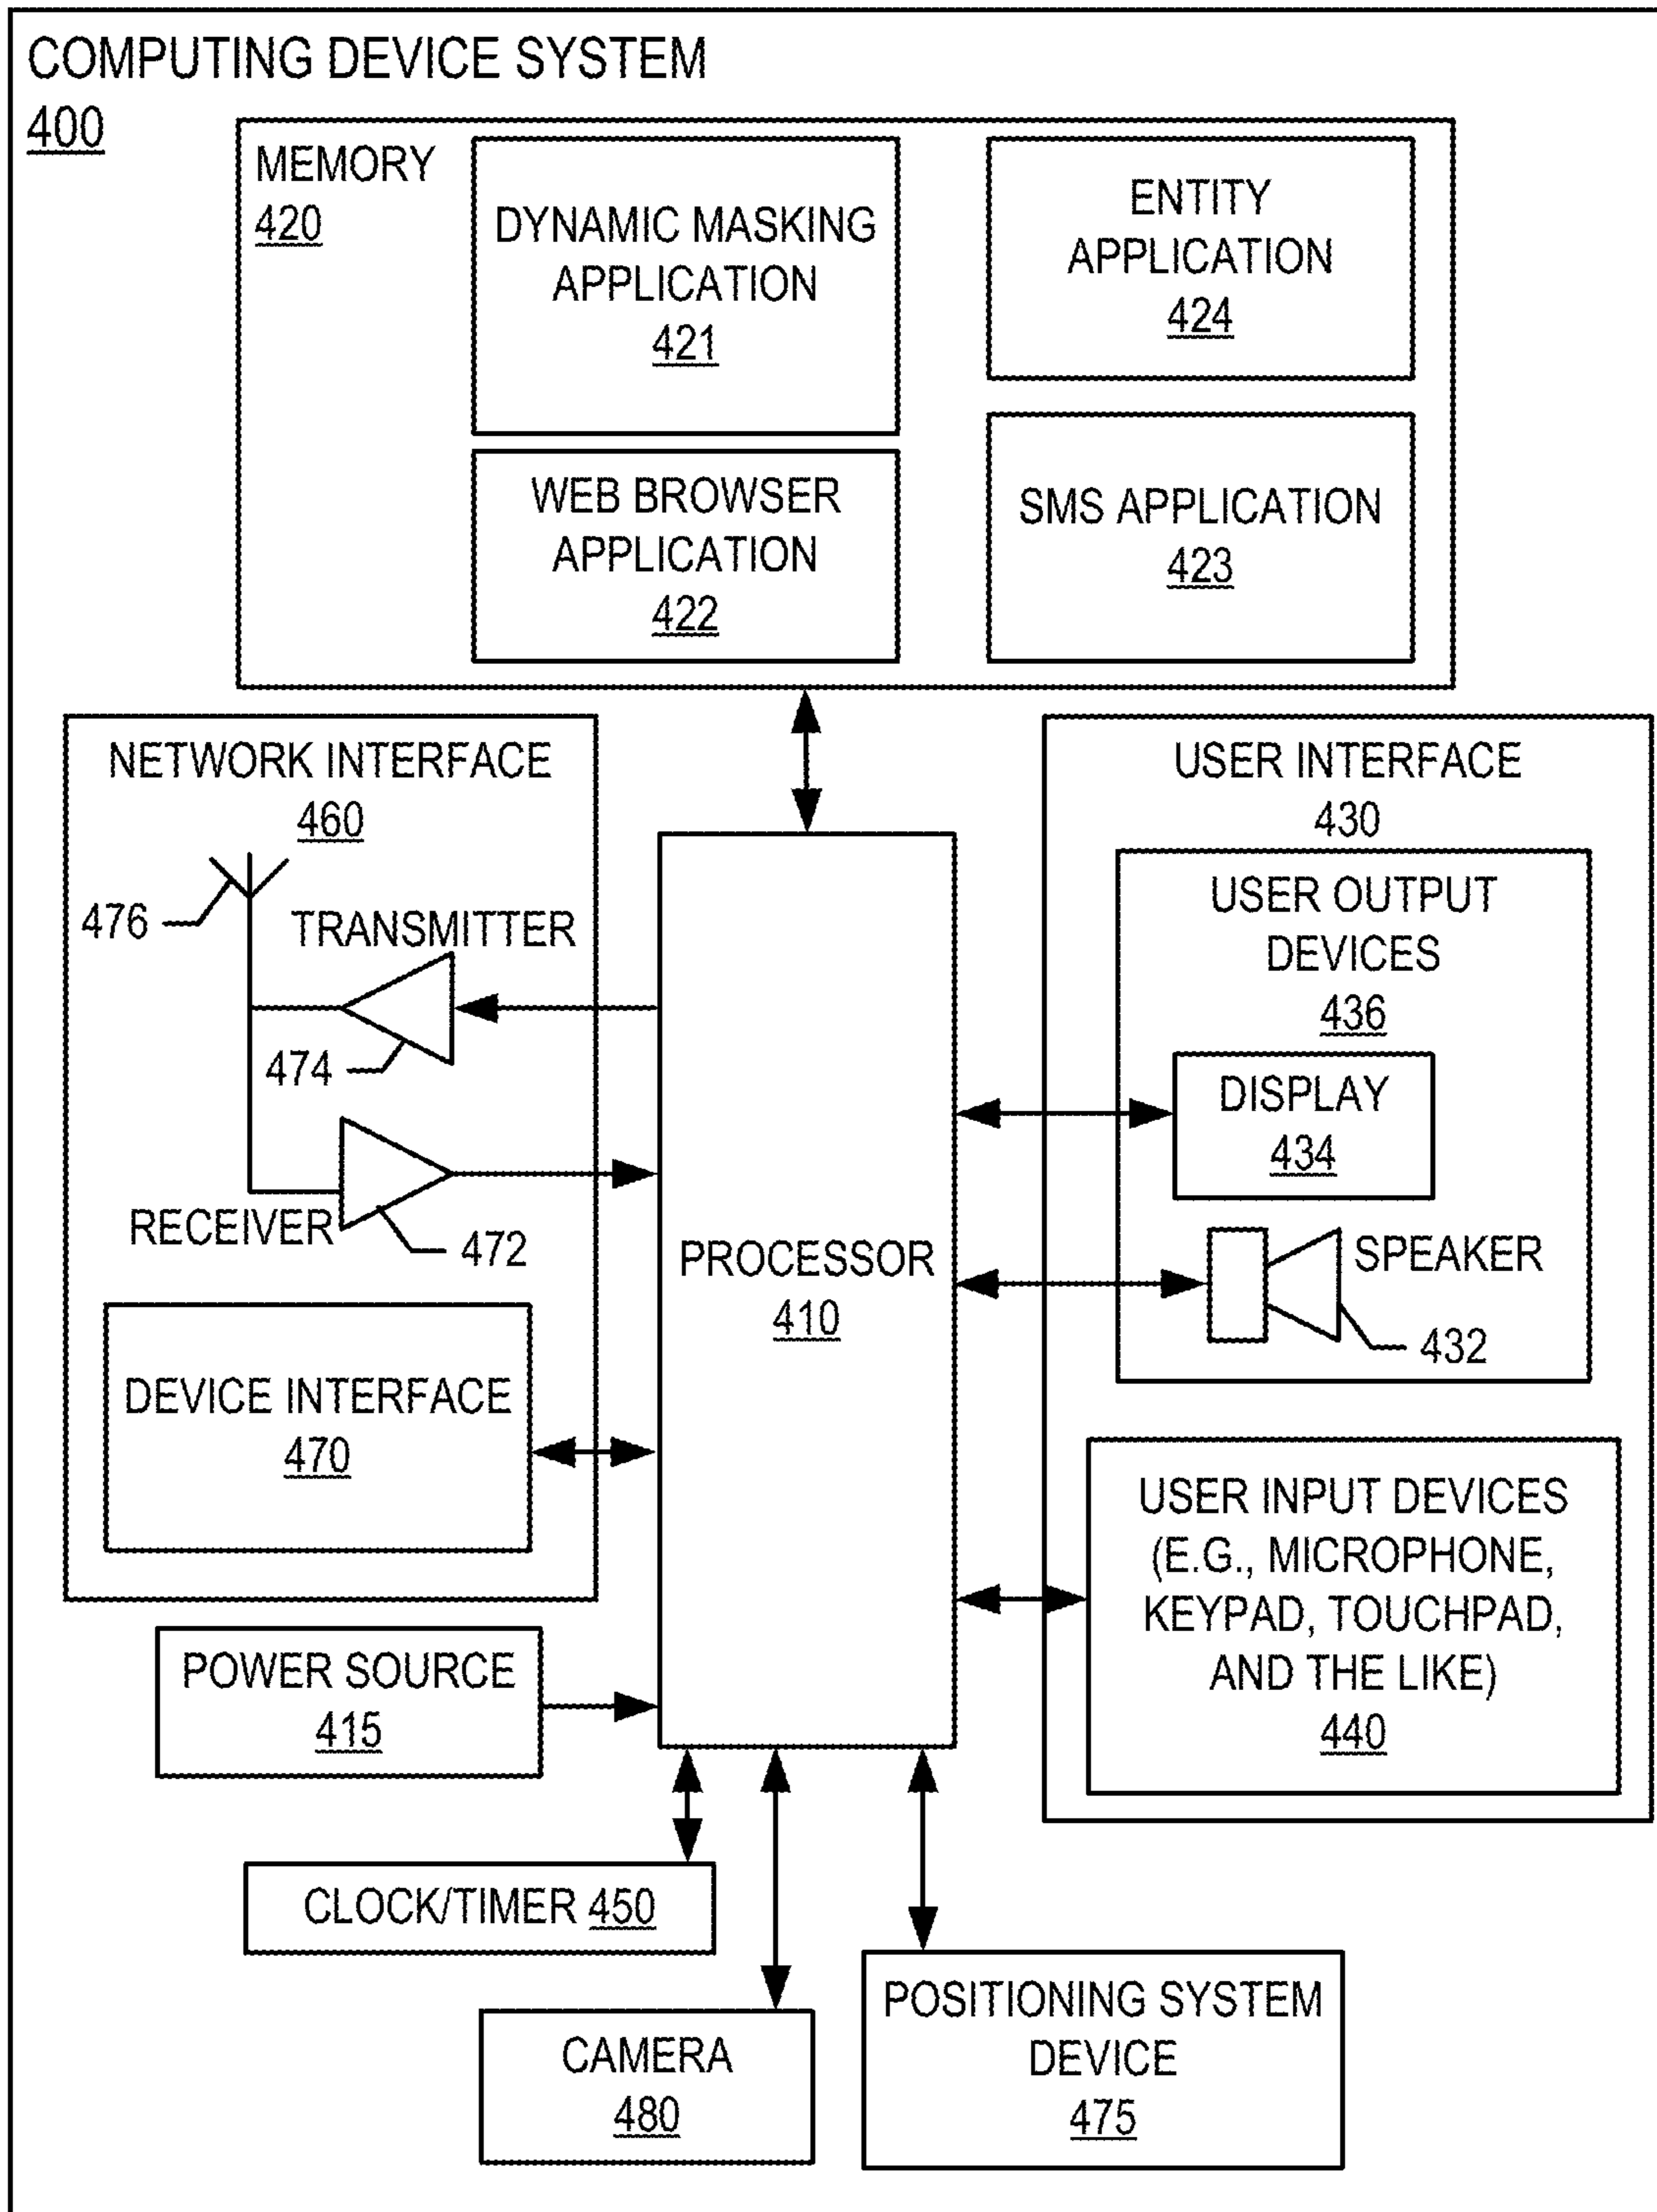 COMPUTING DEVICE SYSTEM
400
MEMORY
420
DYNAMIC MASKING
APPLICATION
421
ENTITY
APPLICATION
424
WEB BROWSER
APPLICATION
422
SMS APPLICATION
423
NETWORK INTERFACE
460
476
TRANSMITTER
474
RECEIVER
472
DEVICE INTERFACE
470
PROCESSOR
410
USER INTERFACE
430
USER OUTPUT
DEVICES
436
DISPLAY
434
SPEAKER
432
USER INPUT DEVICES
(E.G., MICROPHONE,
KEYPAD, TOUCHPAD,
AND THE LIKE)
440
POWER SOURCE
415
CLOCK/TIMER 450
CAMERA
480
POSITIONING SYSTEM
DEVICE
475